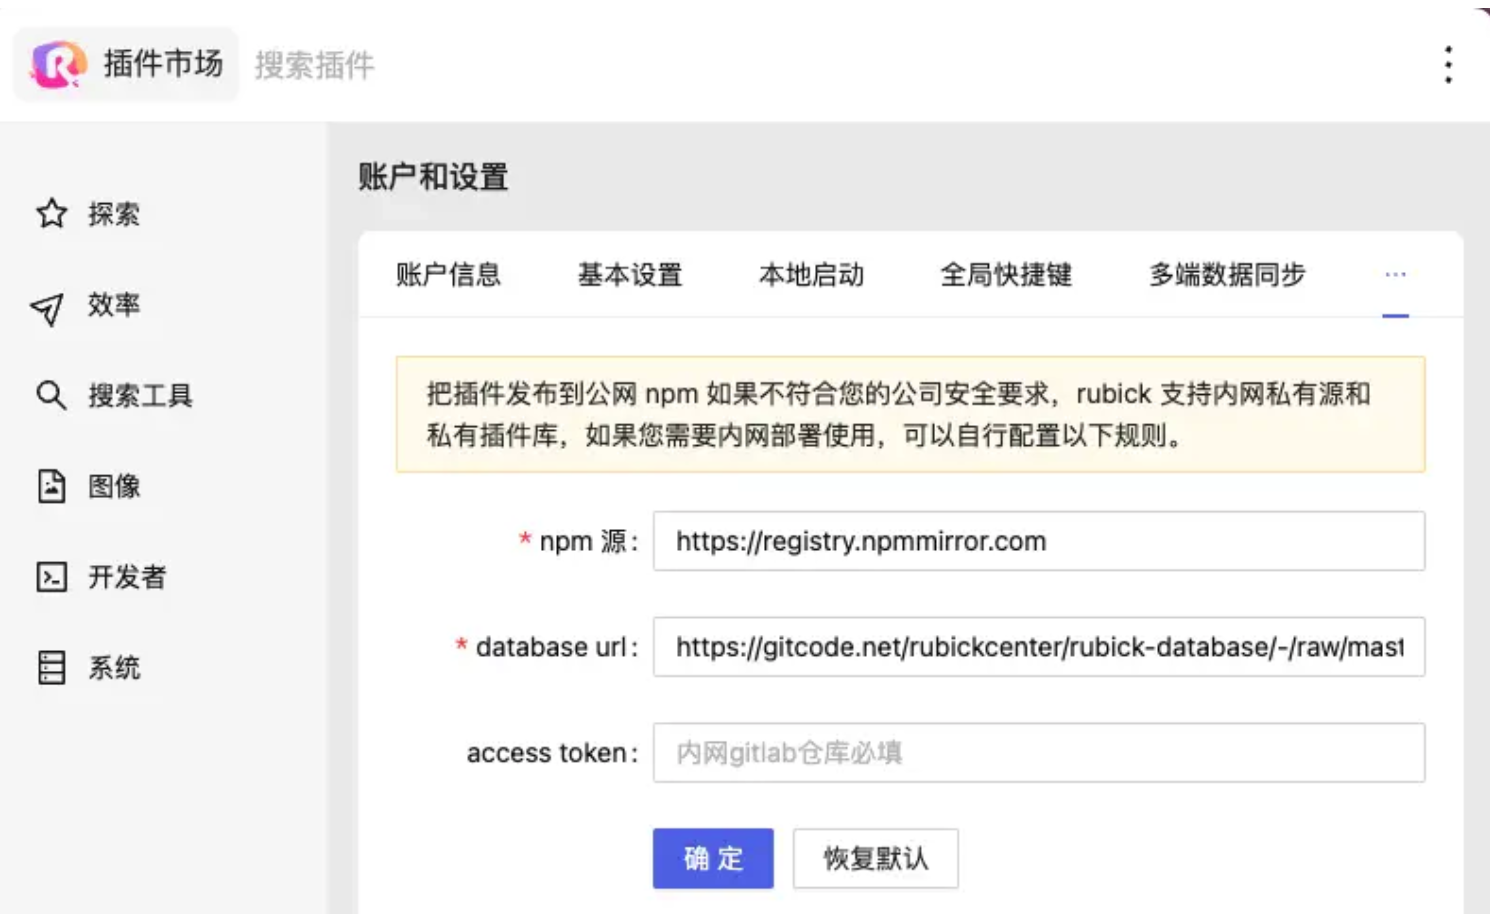 插件市场 搜索插件
账户和设置
探索
效率
搜索工具
图像
开发者
系统
账户信息 基本设置 本地启动 全局快捷键 多端数据同步 ···
把插件发布到公网 npm 如果不符合您的公司安全要求，rubick 支持内网私有源和
私有插件库，如果您需要内网部署使用，可以自行配置以下规则。
* npm 源: https://registry.npmmirror.com
* database url: https://gitcode.net/rubickcenter/rubick-database/-/raw/mast
access token: 内网gitlab仓库必填
确 定 恢复默认